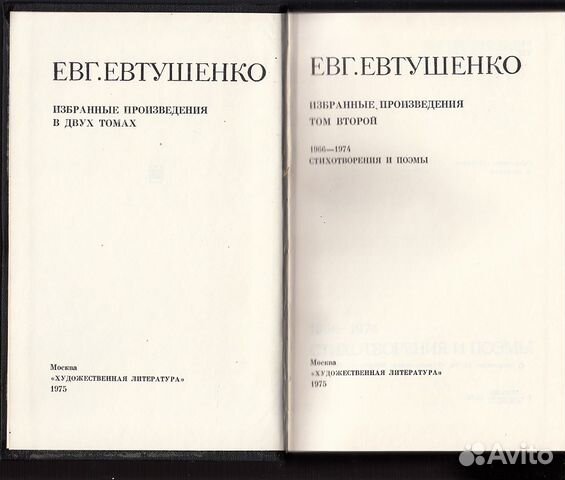 ЕВГ.ЕВТУШЕНКО
ИЗБРАННЫЕ ПРОИЗВЕДЕНИЯ
В ДВУХ ТОМАХ
Москва
«ХУДОЖЕСТВЕННАЯ ЛИТЕРАТУРА»
1975
ЕВГ.ЕВТУШЕНКО
ИЗБРАННЫЕ ПРОИЗВЕДЕНИЯ
ТОМ ВТОРОЙ
1966—1974
СТИХОТВОРЕНИЯ И ПОЭМЫ
Москва
«ХУДОЖЕСТВЕННАЯ ЛИТЕРАТУРА»
1975
Avito